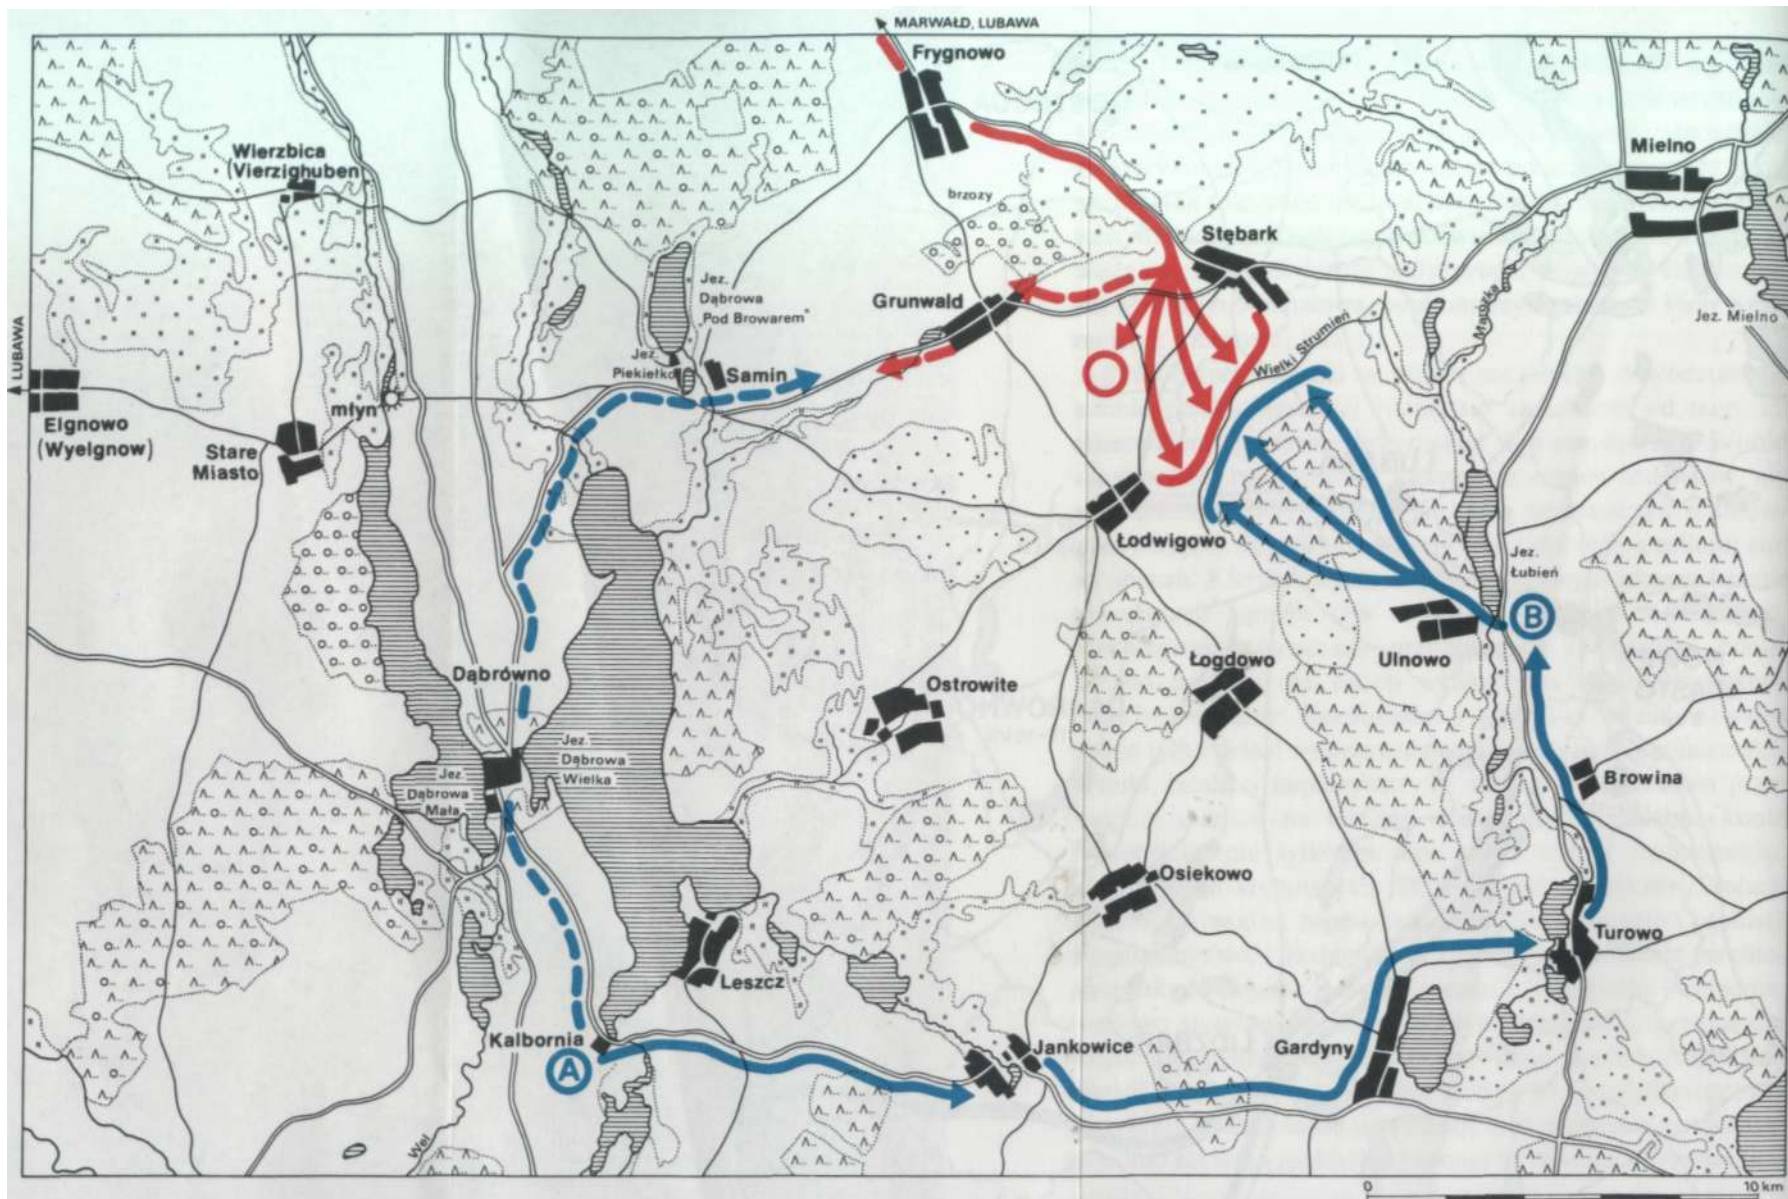 MARWAŁD, LUBAWA
Frygnowo
Mielno
Wierzbica
(Vierzighuben)
brzozy
Stębark
Jez.
Dąbrowa
"Pod Browarem"
Grunwald
Marózka
Jez. Mielno
LUBAWA
Wielki Strumień
Jez.
Piekiełko
Samin
młyn
Elgnowo
(Wyelgnow)
Stare
Miasto
Łodwigowo
Jez.
Łubień
B
Ulnowo
Dąbrówno
Łogdowo
Ostrowite
Jez.
Dąbrowa
Wielka
Jez.
Dąbrowa
Mała
Browina
Osiekowo
Turowo
Leszcz
Kalbornia
A
Jankowice
Gardyny
Wel
0
10 km